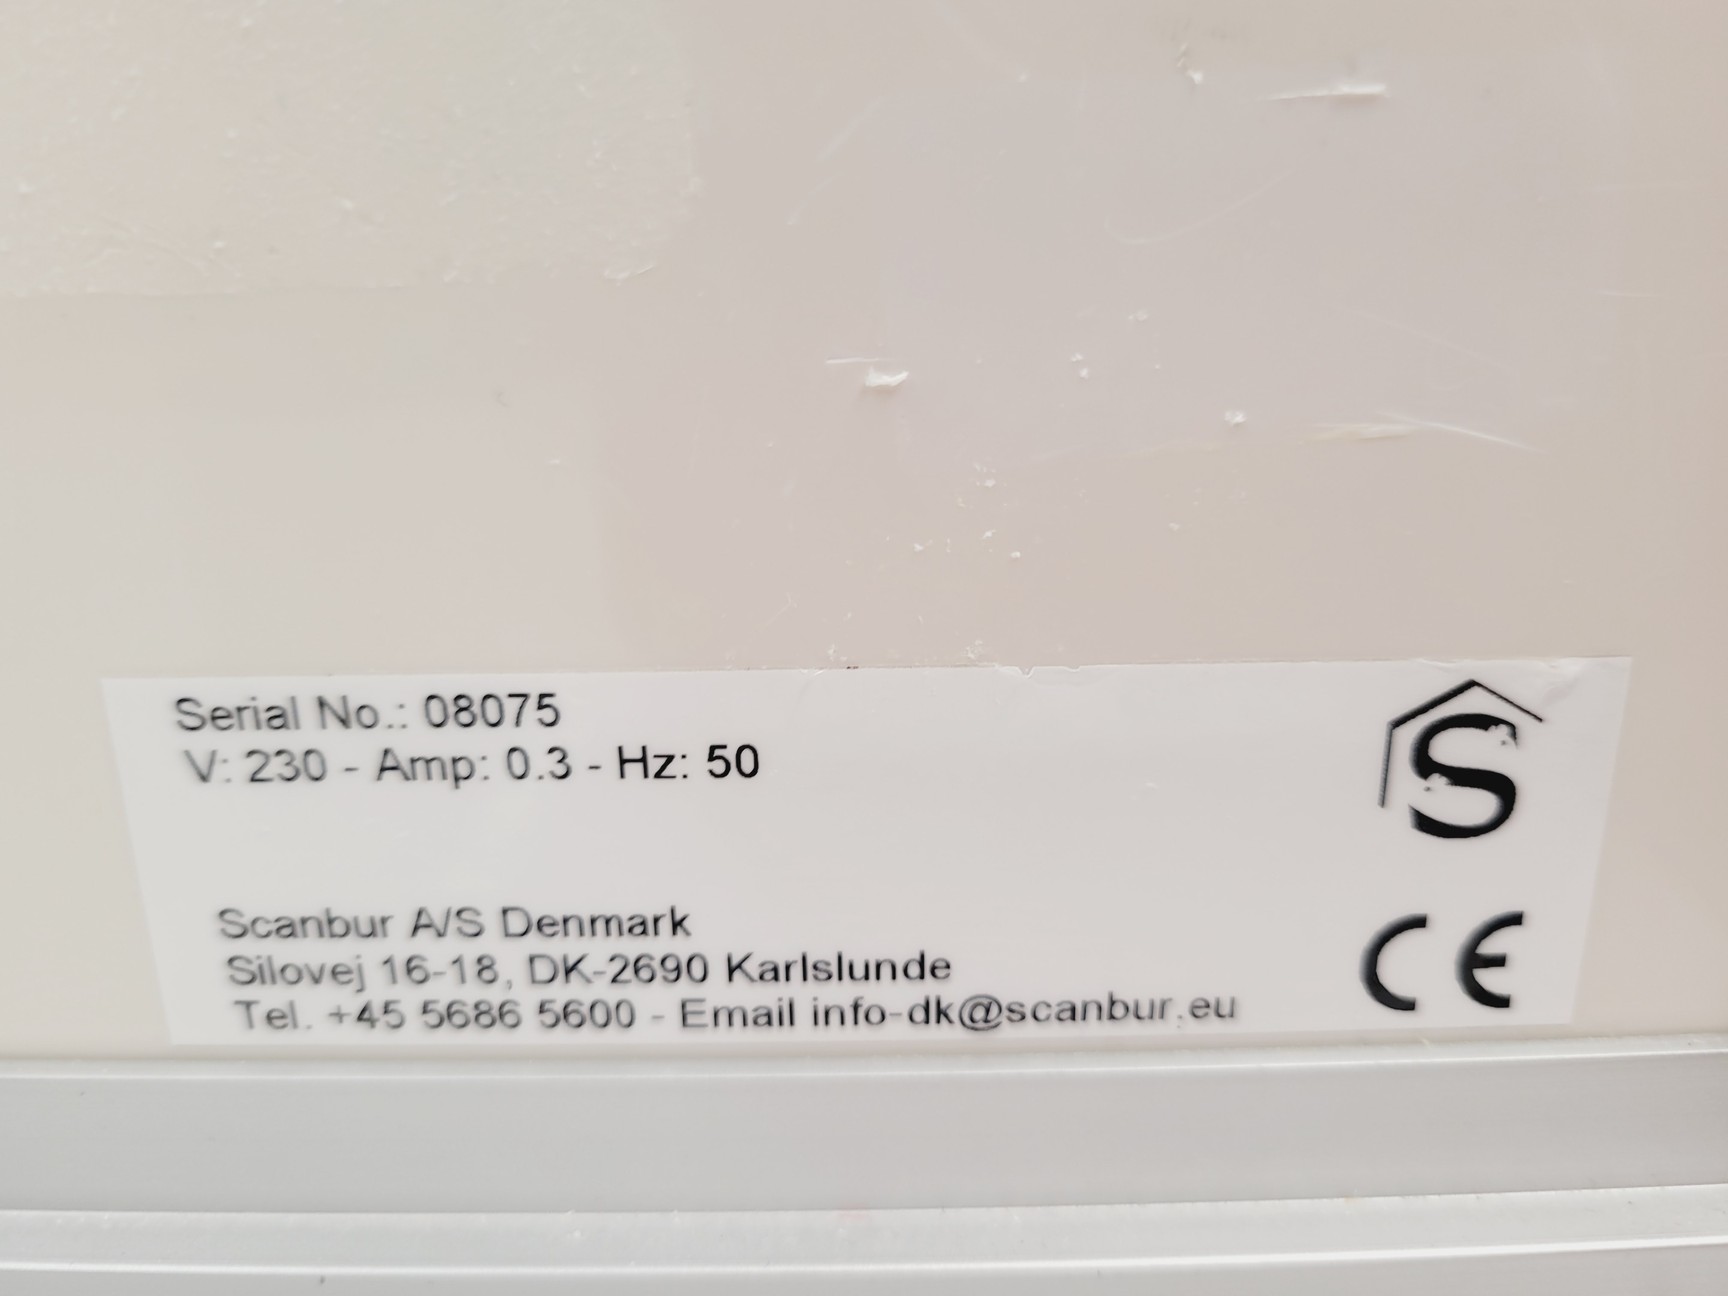 Serial No.: 08075
V: 230 - Amp: 0.3 - Hz: 50
S
Scanbur A/S Denmark
Silovej 16-18, DK-2690 Karlslunde
Tel. +45 5686 5600 - Email info-dk@scanbur.eu
CE